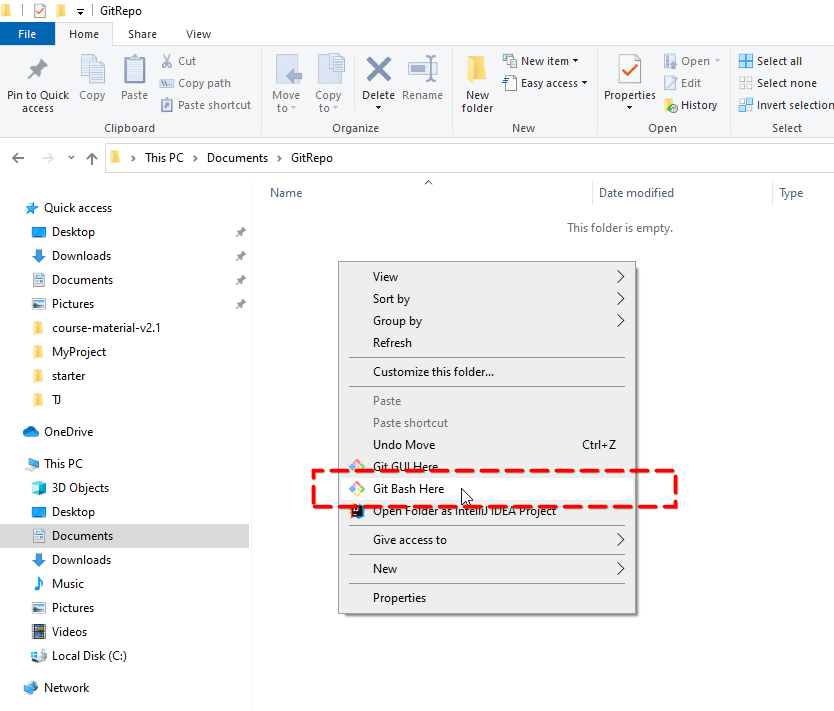 GitRepo
File Home Share View
Pin to Quick access
Copy
Paste
Cut
Copy path
Paste shortcut
Clipboard
Move to
Copy to
Delete
Rename
Organize
New folder
New item
Easy access
New
Properties
Open
Edit
History
Open
Select all
Select none
Invert selection
Select
This PC > Documents > GitRepo
Name Date modified Type
This folder is empty.
Quick access
Desktop
Downloads
Documents
Pictures
course-material-v2.1
MyProject
starter
TJ
OneDrive
This PC
3D Objects
Desktop
Documents
Downloads
Music
Pictures
Videos
Local Disk (C:)
Network
View
Sort by
Group by
Refresh
Customize this folder...
Paste
Paste shortcut
Undo Move Ctrl+Z
Git GUI Here
Git Bash Here
Open Folder as IntelliJ IDEA Project
Give access to
New
Properties